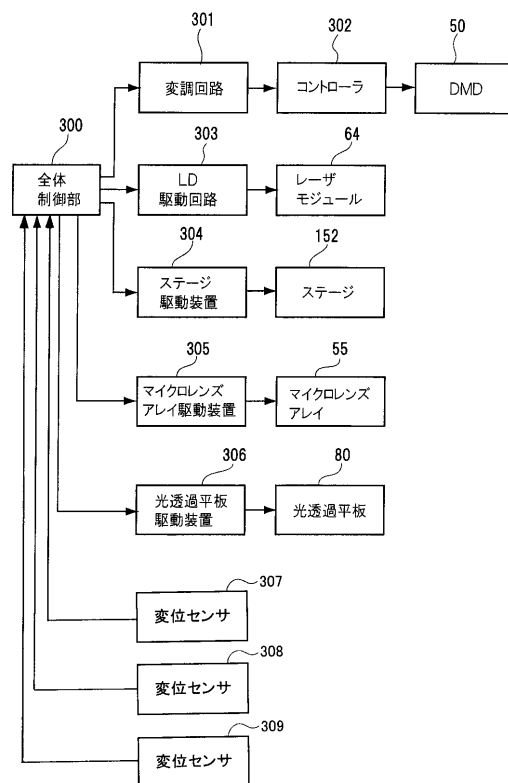 301
302
50
変調回路
コントローラ
DMD
300
303
64
全体
制御部
LD
駆動回路
レーザ
モジュール
304
152
ステージ
駆動装置
ステージ
305
55
マイクロレンズ
アレイ駆動装置
マイクロレンズ
アレイ
306
80
光透過平板
駆動装置
光透過平板
307
変位センサ
308
変位センサ
309
変位センサ